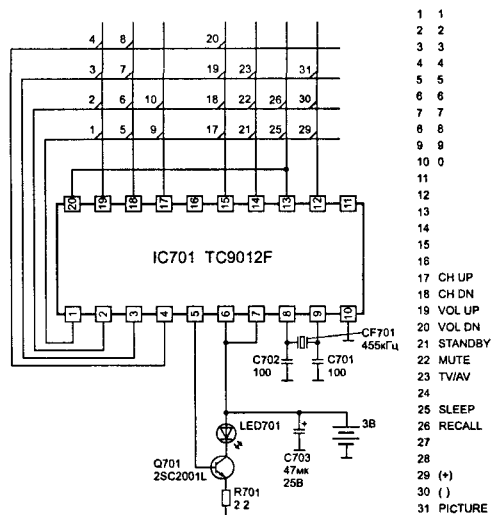 4 8 20
3 7 19 23 31
2 6 10 18 22 26 30
1 5 9 17 21 25 29
20 19 18 17 16 15 14 13 12 11
IC701 TC9012F
1 2 3 4 5 6 7 8 9 10
CF701
455кГц
C702
100
C701
100
LED701
3В
+
C703
47мк
25В
Q701
2SC2001L
R701
2 2
1 1
2 2
3 3
4 4
5 5
6 6
7 7
6 8
9 9
10 0
11
12
13
14
15
16
17 CH UP
18 CH DN
19 VOL UP
20 VOL DN
21 STANDBY
22 MUTE
23 TV/AV
24
25 SLEEP
26 RECALL
27
28
29 (+)
30 ( )
31 PICTURE